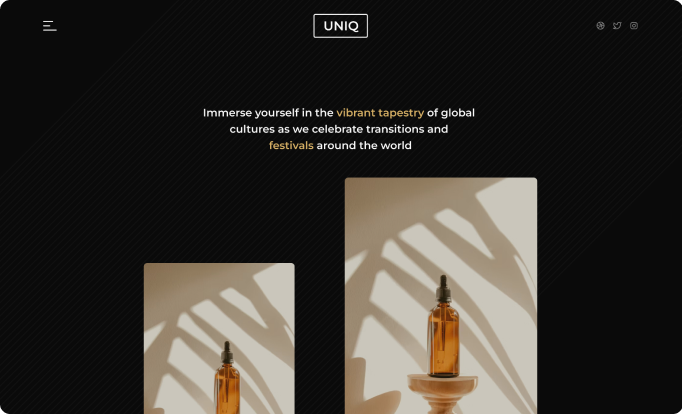 UNIQ
Immerse yourself in the vibrant tapestry of global
cultures as we celebrate transitions and
festivals around the world